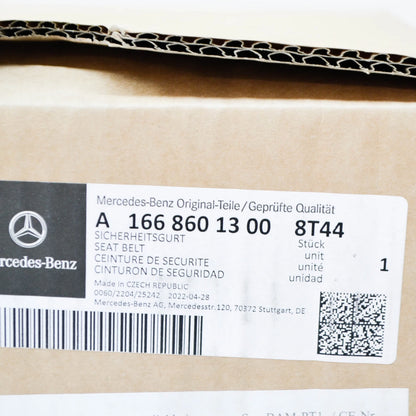 Mercedes-Benz Original-Teile/Geprüfte Qualität
A 166 860 13 00 8T44
SICHERHEITSGURT Stück
SEAT BELT unit
CEINTURE DE SECURITE unité 1
CINTURON DE SEGURIDAD unidad
rcedes-Benz
Made in CZECH REPUBLIC
0060/2204/25242 2022-04-28
Mercedes-Benz AG, Mercedesstr.120, 70372 Stuttgart, DE